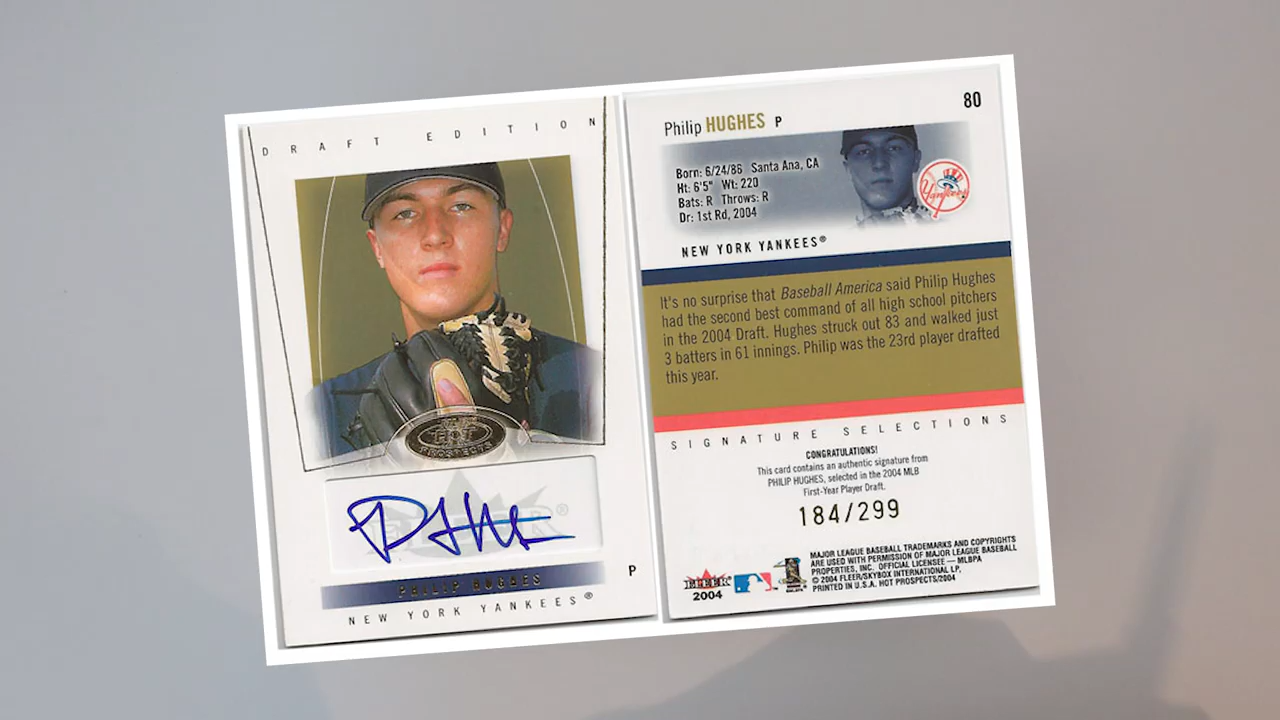 DRAFT EDITION
HOT
PROSPECTS
PHILIP HUGHES
P
NEW YORK YANKEES®
80
Philip HUGHES P
Born: 6/24/86 Santa Ana, CA
Ht: 6'5" Wt: 220
Bats: R Throws: R
Dr: 1st Rd, 2004
Yankees
NEW YORK YANKEES®
It's no surprise that Baseball America said Philip Hughes
had the second best command of all high school pitchers
in the 2004 Draft. Hughes struck out 83 and walked just
3 batters in 61 innings. Philip was the 23rd player drafted
this year.
SIGNATURE SELECTIONS
CONGRATULATIONS!
This card contains an authentic signature from
PHILIP HUGHES, selected in the 2004 MLB
First-Year Player Draft.
184/299
FLEER
2004
MAJOR LEAGUE BASEBALL TRADEMARKS AND COPYRIGHTS
ARE USED WITH PERMISSION OF MAJOR LEAGUE BASEBALL
PROPERTIES, INC. OFFICIAL LICENSEE — MLBPA
© 2004 FLEER/SKYBOX INTERNATIONAL LP.
PRINTED IN U.S.A. HOT PROSPECTS/2004